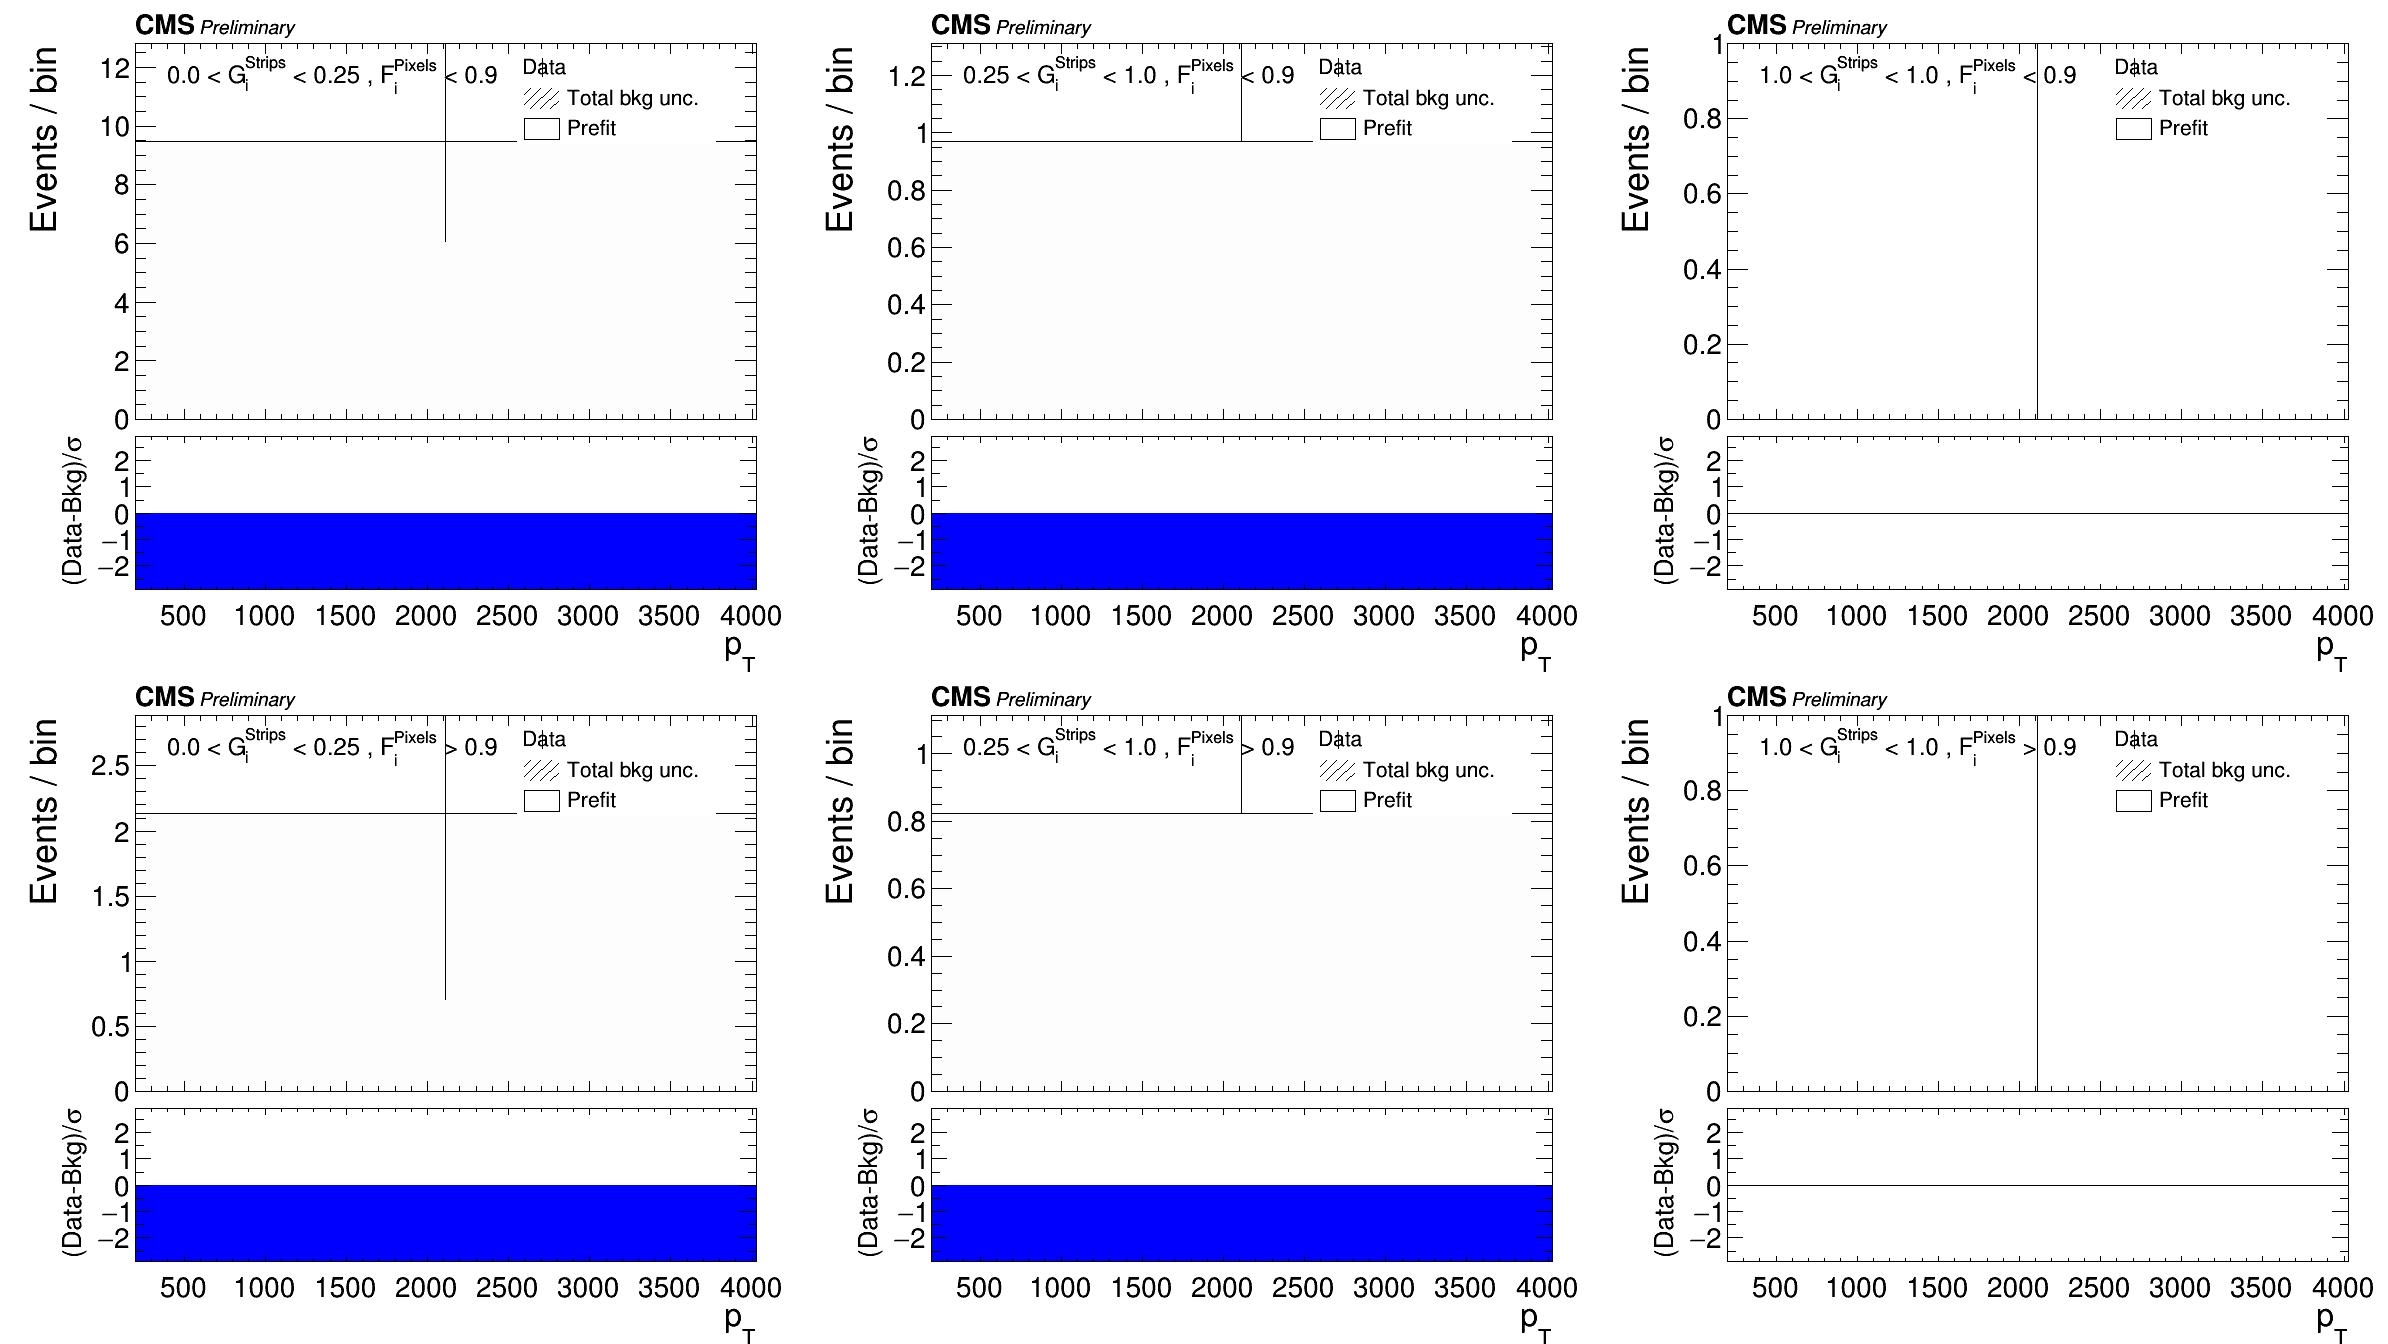 CMS Preliminary
Events / bin
0.0 < G_i^Strips < 0.25 , F_i^Pixels < 0.9
Data
Total bkg unc.
Prefit
12
10
8
6
4
2
0
(Data-Bkg)/σ
2
1
0
−1
−2
500 1000 1500 2000 2500 3000 3500 4000
p_T
CMS Preliminary
Events / bin
0.25 < G_i^Strips < 1.0 , F_i^Pixels < 0.9
Data
Total bkg unc.
Prefit
1.2
1
0.8
0.6
0.4
0.2
0
(Data-Bkg)/σ
2
1
0
−1
−2
500 1000 1500 2000 2500 3000 3500 4000
p_T
CMS Preliminary
Events / bin
1.0 < G_i^Strips < 1.0 , F_i^Pixels < 0.9
Data
Total bkg unc.
Prefit
1
0.8
0.6
0.4
0.2
0
(Data-Bkg)/σ
2
1
0
−1
−2
500 1000 1500 2000 2500 3000 3500 4000
p_T
CMS Preliminary
Events / bin
0.0 < G_i^Strips < 0.25 , F_i^Pixels > 0.9
Data
Total bkg unc.
Prefit
2.5
2
1.5
1
0.5
0
(Data-Bkg)/σ
2
1
0
−1
−2
500 1000 1500 2000 2500 3000 3500 4000
p_T
CMS Preliminary
Events / bin
0.25 < G_i^Strips < 1.0 , F_i^Pixels > 0.9
Data
Total bkg unc.
Prefit
1
0.8
0.6
0.4
0.2
0
(Data-Bkg)/σ
2
1
0
−1
−2
500 1000 1500 2000 2500 3000 3500 4000
p_T
CMS Preliminary
Events / bin
1.0 < G_i^Strips < 1.0 , F_i^Pixels > 0.9
Data
Total bkg unc.
Prefit
1
0.8
0.6
0.4
0.2
0
(Data-Bkg)/σ
2
1
0
−1
−2
500 1000 1500 2000 2500 3000 3500 4000
p_T